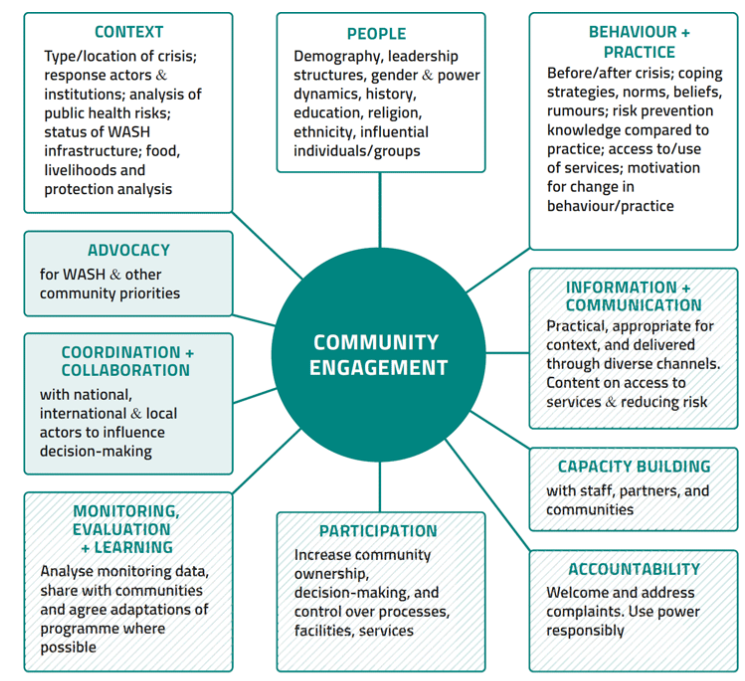 CONTEXT
Type/location of crisis;
response actors &
institutions; analysis of
public health risks;
status of WASH
infrastructure; food,
livelihoods and
protection analysis
PEOPLE
Demography, leadership
structures, gender & power
dynamics, history,
education, religion,
ethnicity, influential
individuals/groups
BEHAVIOUR +
PRACTICE
Before/after crisis; coping
strategies, norms, beliefs,
rumours; risk prevention
knowledge compared to
practice; access to/use
of services; motivation
for change in
behaviour/practice
ADVOCACY
for WASH & other
community priorities
COORDINATION +
COLLABORATION
with national,
international & local
actors to influence
decision-making
COMMUNITY
ENGAGEMENT
INFORMATION +
COMMUNICATION
Practical, appropriate for
context, and delivered
through diverse channels.
Content on access to
services & reducing risk
CAPACITY BUILDING
with staff, partners, and
communities
MONITORING,
EVALUATION
+ LEARNING
Analyse monitoring data,
share with communities
and agree adaptations of
programme where
possible
PARTICIPATION
Increase community
ownership,
decision-making, and
control over processes,
facilities, services
ACCOUNTABILITY
Welcome and address
complaints. Use power
responsibly